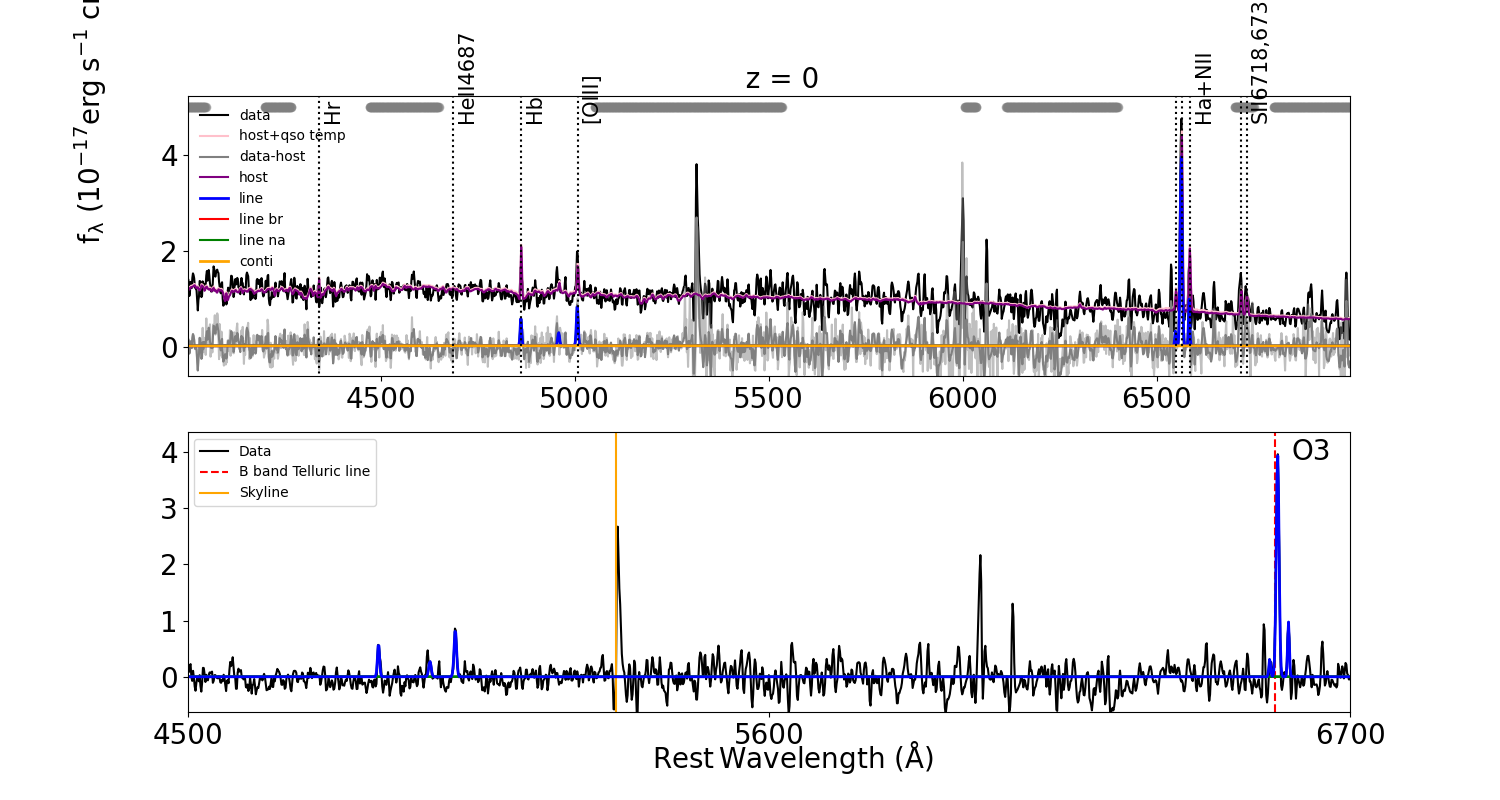 z = 0
Hr
HeII4687
Hb
[OIII]
Ha+NII
SII6718,673
fλ (10−17erg s−1
data
host+qso temp
data-host
host
line
line br
line na
conti
4
2
0
4500
5000
5500
6000
6500
Data
B band Telluric line
Skyline
O3
4
3
2
1
0
4500
5600
6700
Rest Wavelength (Å)